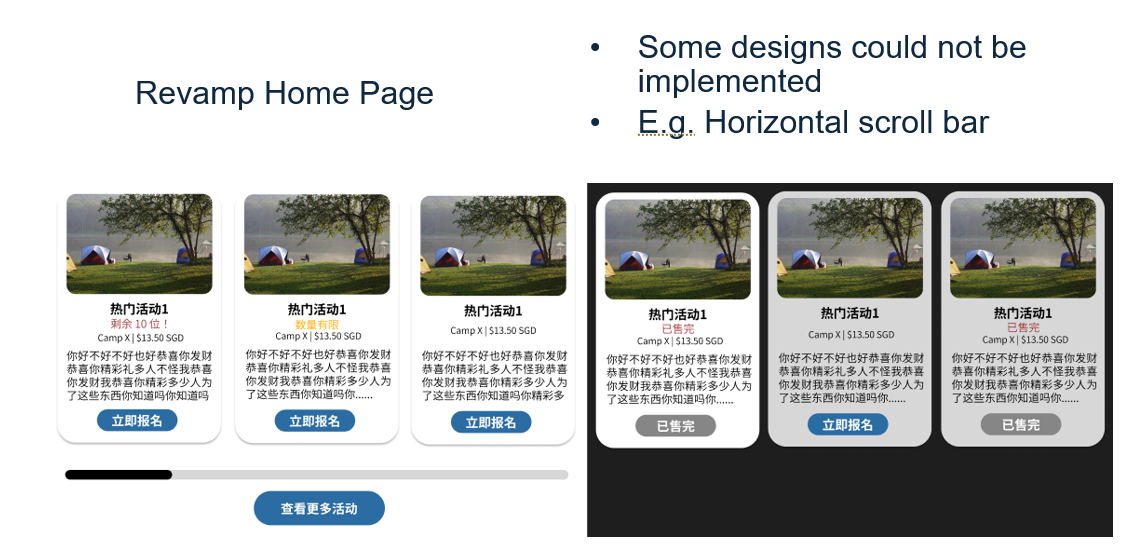 Revamp Home Page
• Some designs could not be
implemented
• E.g. Horizontal scroll bar
热门活动1
剩余 10 位！
Camp X | $13.50 SGD
你好不好不好也好恭喜你发财
恭喜你精彩礼多人不怪我恭喜
你发财我恭喜你精彩多少人为
了这些东西你知道吗你知道吗
立即报名
热门活动1
数量有限
Camp X | $13.50 SGD
你好不好不好也好恭喜你发财
恭喜你精彩礼多人不怪我恭喜
你发财我恭喜你精彩多少人为
了这些东西你知道吗你......
立即报名
热门活动1
Camp X | $13.50 SGD
你好不好不好也好恭喜你发财
恭喜你精彩礼多人不怪我恭喜
你发财我恭喜你精彩多少人为
了这些东西你知道吗你精彩多
立即报名
查看更多活动
热门活动1
已售完
Camp X | $13.50 SGD
你好不好不好也好恭喜你发财
恭喜你精彩礼多人不怪我恭喜
你发财我恭喜你精彩多少人为
了这些东西你知道吗你......
已售完
热门活动1
Camp X | $13.50 SGD
你好不好不好也好恭喜你发财
恭喜你精彩礼多人不怪我恭喜
你发财我恭喜你精彩多少人为
了这些东西你知道吗你......
立即报名
热门活动1
已售完
Camp X | $13.50 SGD
你好不好不好也好恭喜你发财
恭喜你精彩礼多人不怪我恭喜
你发财我恭喜你精彩多少人为
了这些东西你知道吗你......
已售完